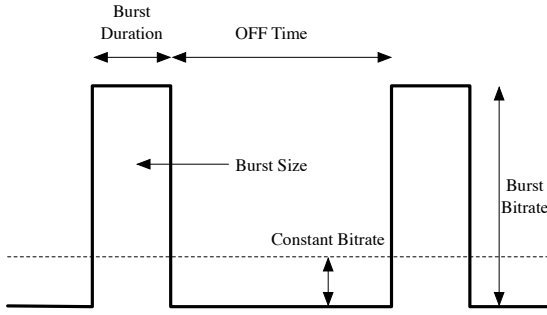 Burst
Duration
OFF Time
Burst Size
Burst
Bitrate
Constant Bitrate